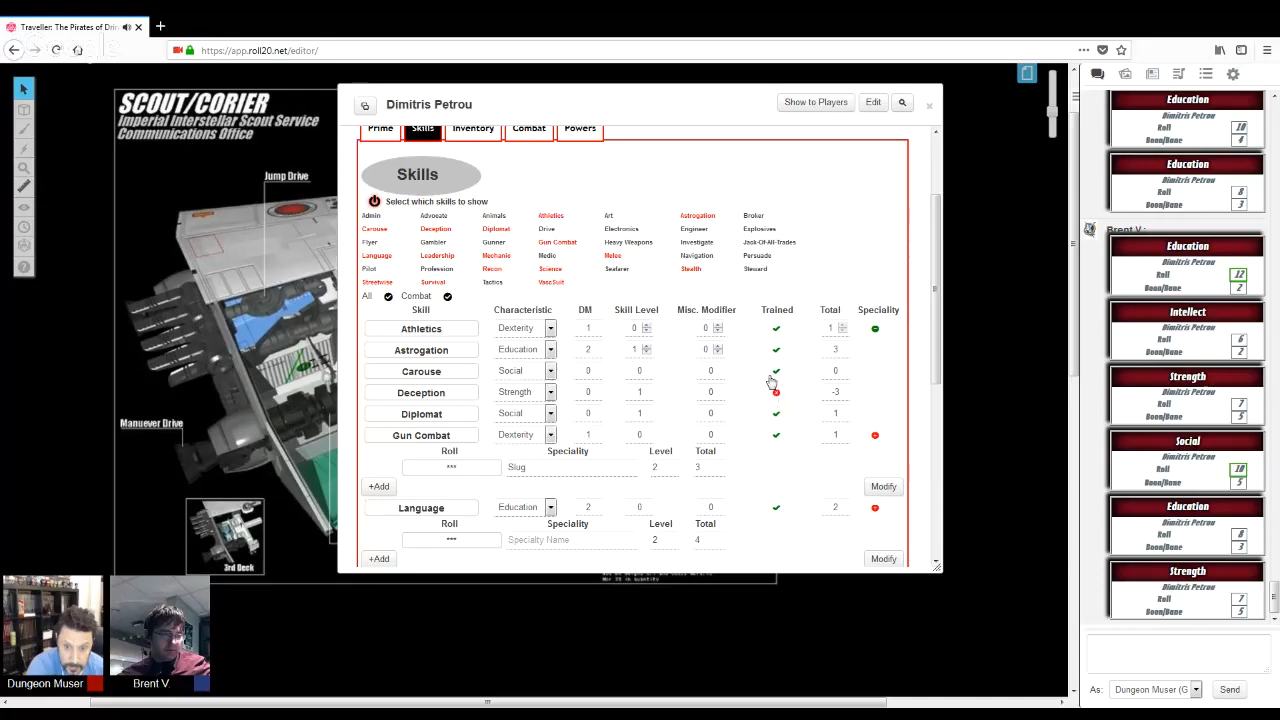 Traveller: The Pirates of Dri
https://app.roll20.net/editor/
SCOUT/CORIER
Imperial Interstellar Scout Service
Communications Office
Jump Drive
Manuever Drive
3rd Deck
Dimitris Petrou
Show to Players
Edit
Prime
Skills
Inventory
Combat
Powers
Skills
Select which skills to show
Admin Advocate Animals Athletics Art Astrogation Broker
Carouse Deception Diplomat Drive Electronics Engineer Explosives
Flyer Gambler Gunner Gun Combat Heavy Weapons Investigate Jack-Of-All-Trades
Language Leadership Mechanic Medic Melee Navigation Persuade
Pilot Profession Recon Science Seafarer Stealth Steward
Streetwise Survival Tactics VaccSuit
All Combat
Skill Characteristic DM Skill Level Misc. Modifier Trained Total Speciality
Athletics Dexterity 1 0 0 1
Astrogation Education 2 1 0 3
Carouse Social 0 0 0 0
Deception Strength 0 1 0 -3
Diplomat Social 0 1 0 1
Gun Combat Dexterity 1 0 0 1
Roll Speciality Level Total
*** Slug 2 3
+Add Modify
Language Education 2 0 0 2
Roll Speciality Level Total
*** Specialty Name 2 4
+Add Modify
Education
Dimitris Petrou
Roll 10
Boon/Bane 4
Education
Dimitris Petrou
Roll 8
Boon/Bane 3
Brent V.:
Education
Dimitris Petrou
Roll 12
Boon/Bane 2
Intellect
Dimitris Petrou
Roll 6
Boon/Bane 2
Strength
Dimitris Petrou
Roll 7
Boon/Bane 5
Social
Dimitris Petrou
Roll 10
Boon/Bane 5
Education
Dimitris Petrou
Roll 8
Boon/Bane 3
Strength
Dimitris Petrou
Roll 7
Boon/Bane 5
As: Dungeon Muser (G
Send
Dungeon Muser
Brent V.